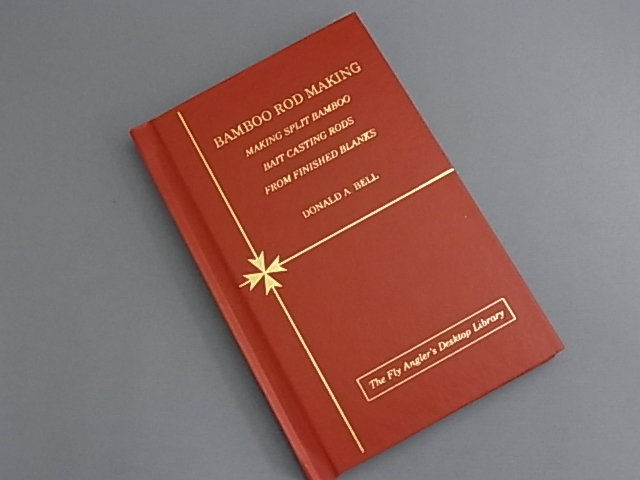 BAMBOO ROD MAKING
MAKING SPLIT BAMBOO
BAIT CASTING RODS
FROM FINISHED BLANKS
DONALD A. BELL
The Fly Angler's Desktop Library